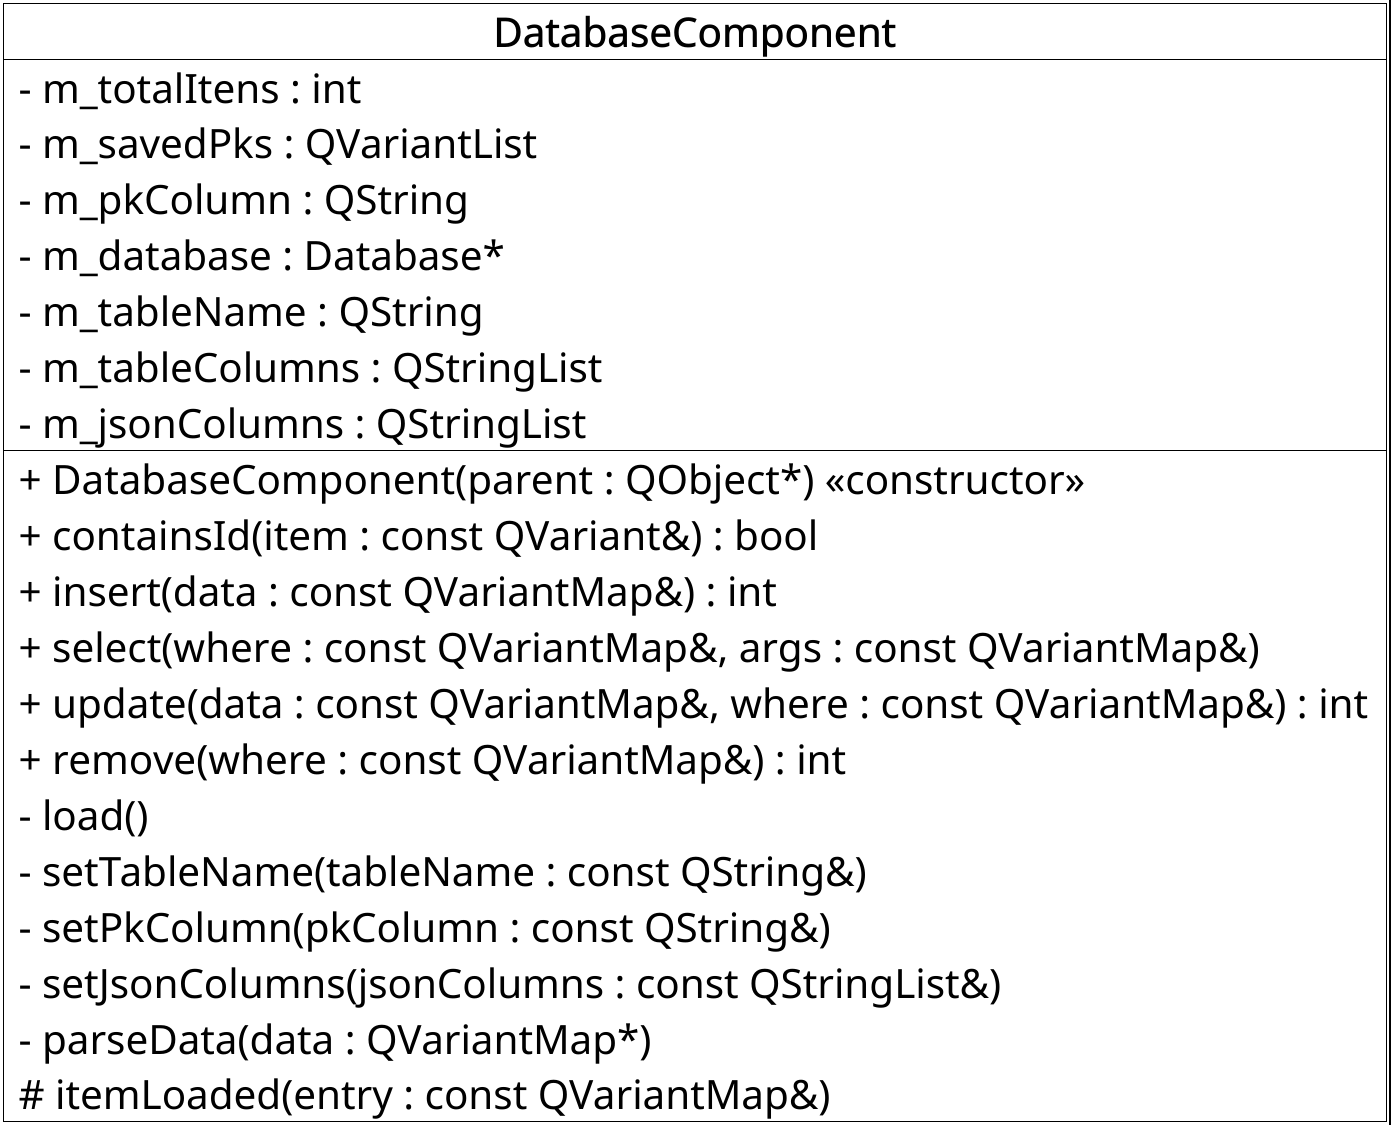 DatabaseComponent
- m_totalItens : int
- m_savedPks : QVariantList
- m_pkColumn : QString
- m_database : Database*
- m_tableName : QString
- m_tableColumns : QStringList
- m_jsonColumns : QStringList
+ DatabaseComponent(parent : QObject*) «constructor»
+ containsId(item : const QVariant&) : bool
+ insert(data : const QVariantMap&) : int
+ select(where : const QVariantMap&, args : const QVariantMap&)
+ update(data : const QVariantMap&, where : const QVariantMap&) : int
+ remove(where : const QVariantMap&) : int
- load()
- setTableName(tableName : const QString&)
- setPkColumn(pkColumn : const QString&)
- setJsonColumns(jsonColumns : const QStringList&)
- parseData(data : QVariantMap*)
# itemLoaded(entry : const QVariantMap&)